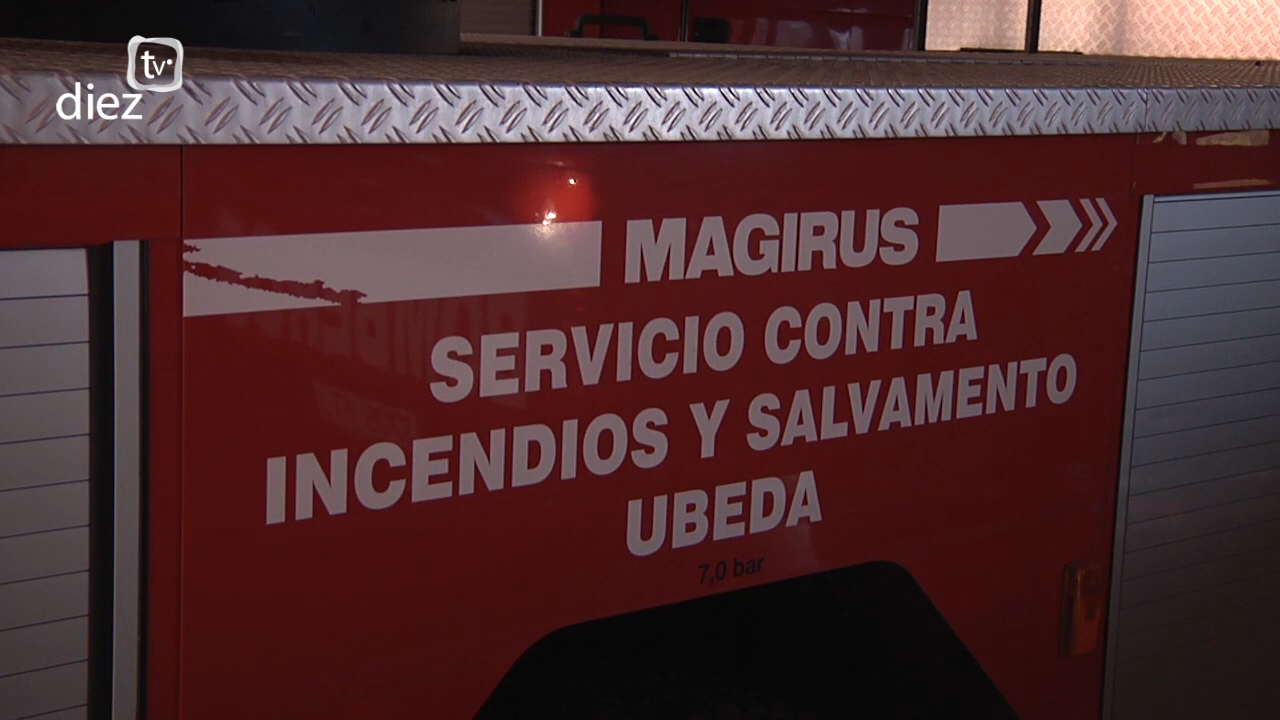 tv
diez
MAGIRUS
SERVICIO CONTRA
INCENDIOS Y SALVAMENTO
UBEDA
7,0 bar